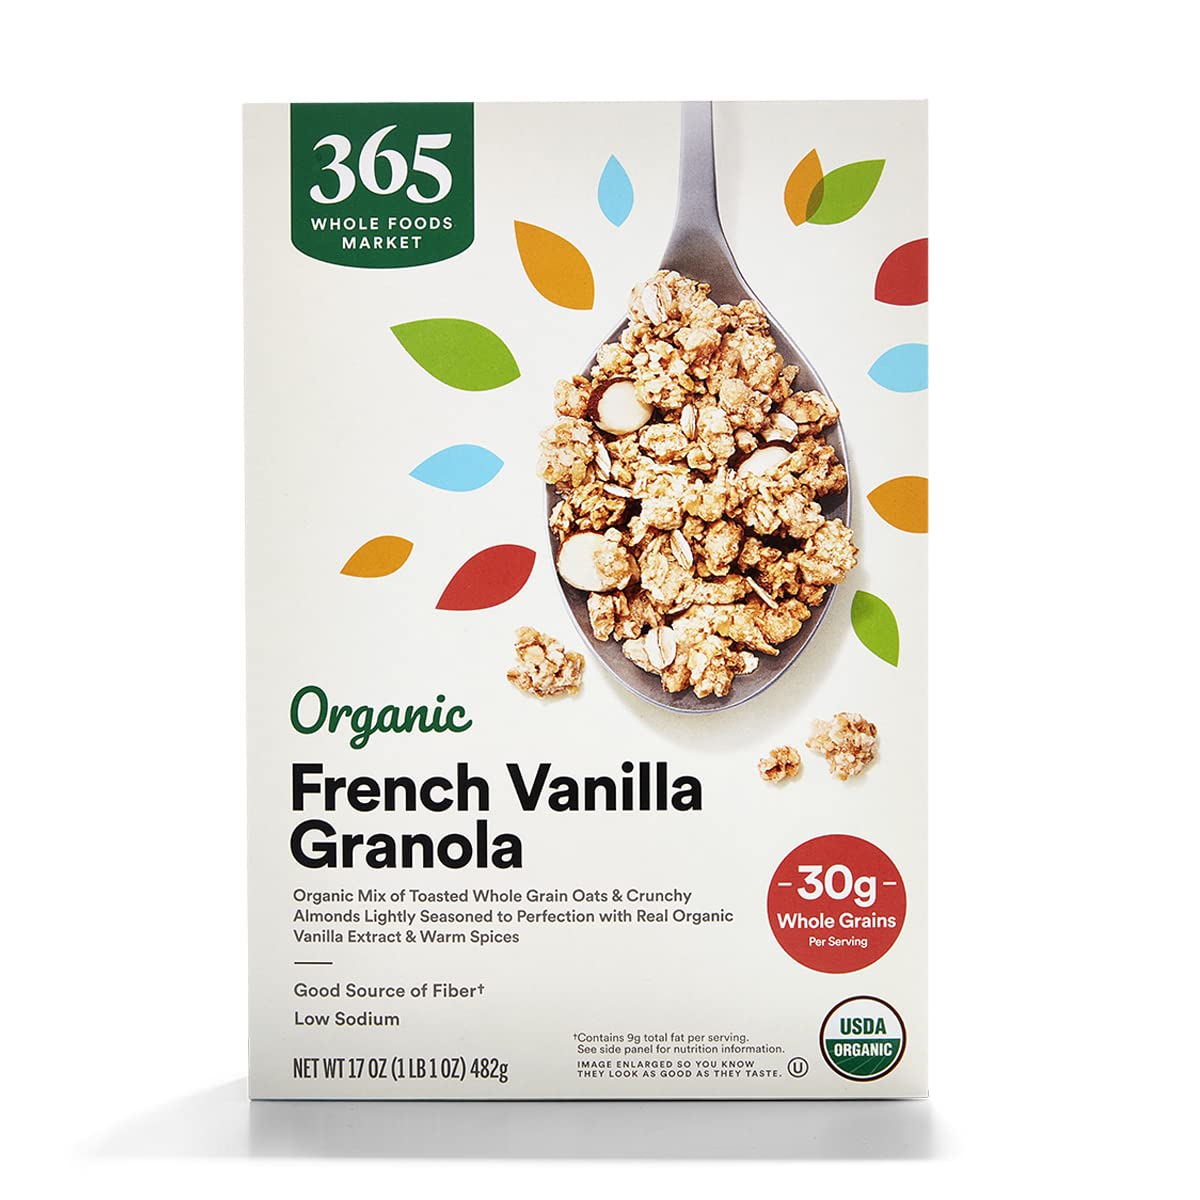 365
WHOLE FOODS
MARKET
Organic
French Vanilla
Granola
Organic Mix of Toasted Whole Grain Oats & Crunchy
Almonds Lightly Seasoned to Perfection with Real Organic
Vanilla Extract & Warm Spices
Good Source of Fiber†
Low Sodium
NET WT 17 OZ (1 LB 1 OZ) 482g
-30g-
Whole Grains
Per Serving
†Contains 9g total fat per serving.
See side panel for nutrition information.
IMAGE ENLARGED SO YOU KNOW
THEY LOOK AS GOOD AS THEY TASTE.
U
USDA
ORGANIC